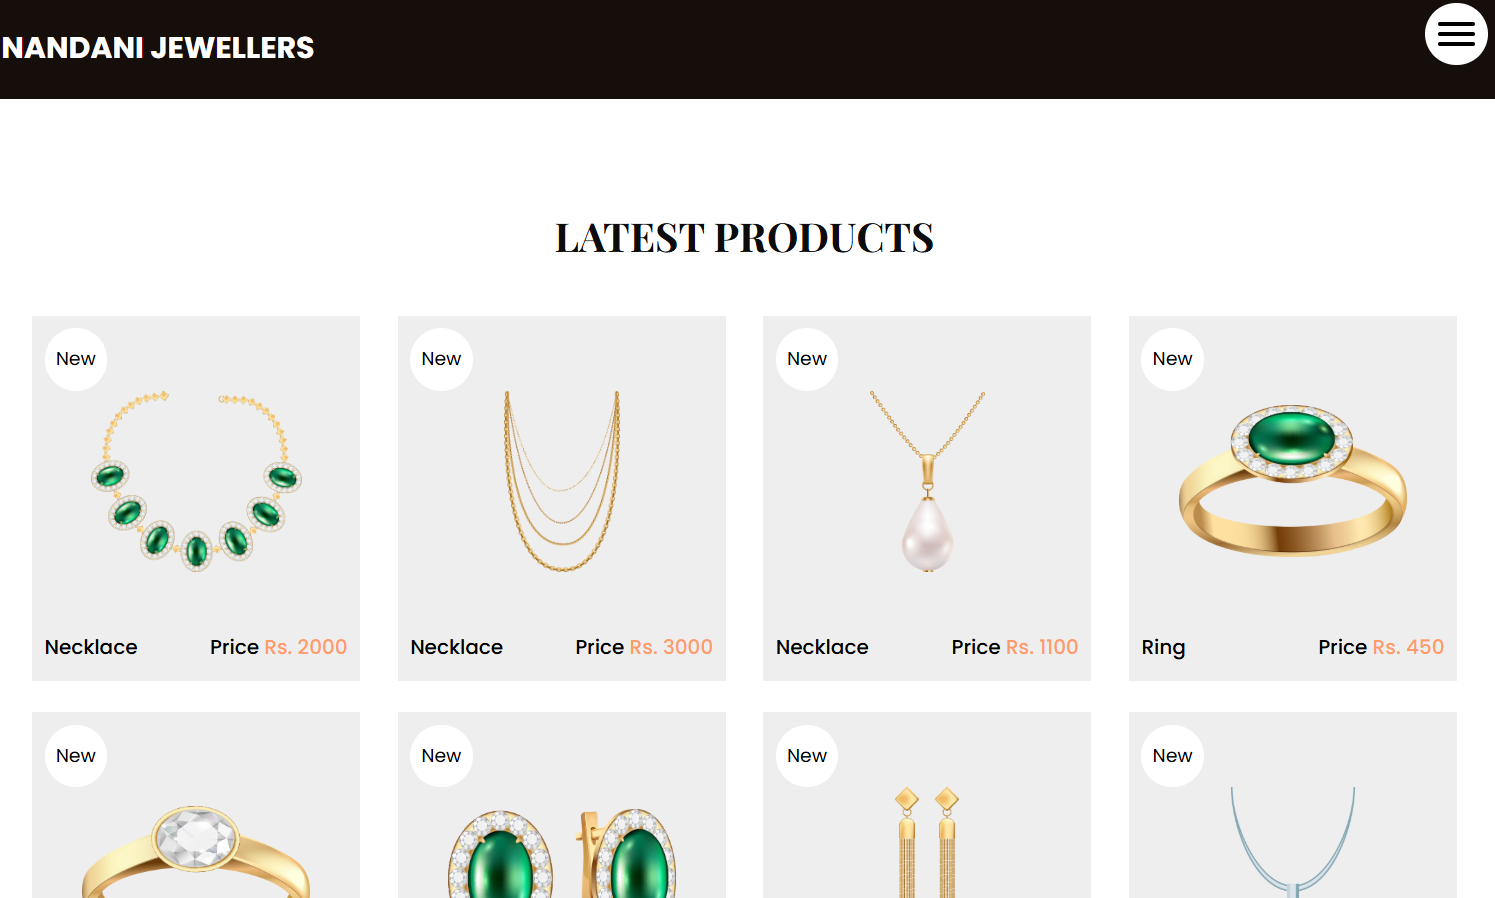 NANDANI JEWELLERS
LATEST PRODUCTS
New
New
New
New
Necklace Price Rs. 2000
Necklace Price Rs. 3000
Necklace Price Rs. 1100
Ring Price Rs. 450
New
New
New
New